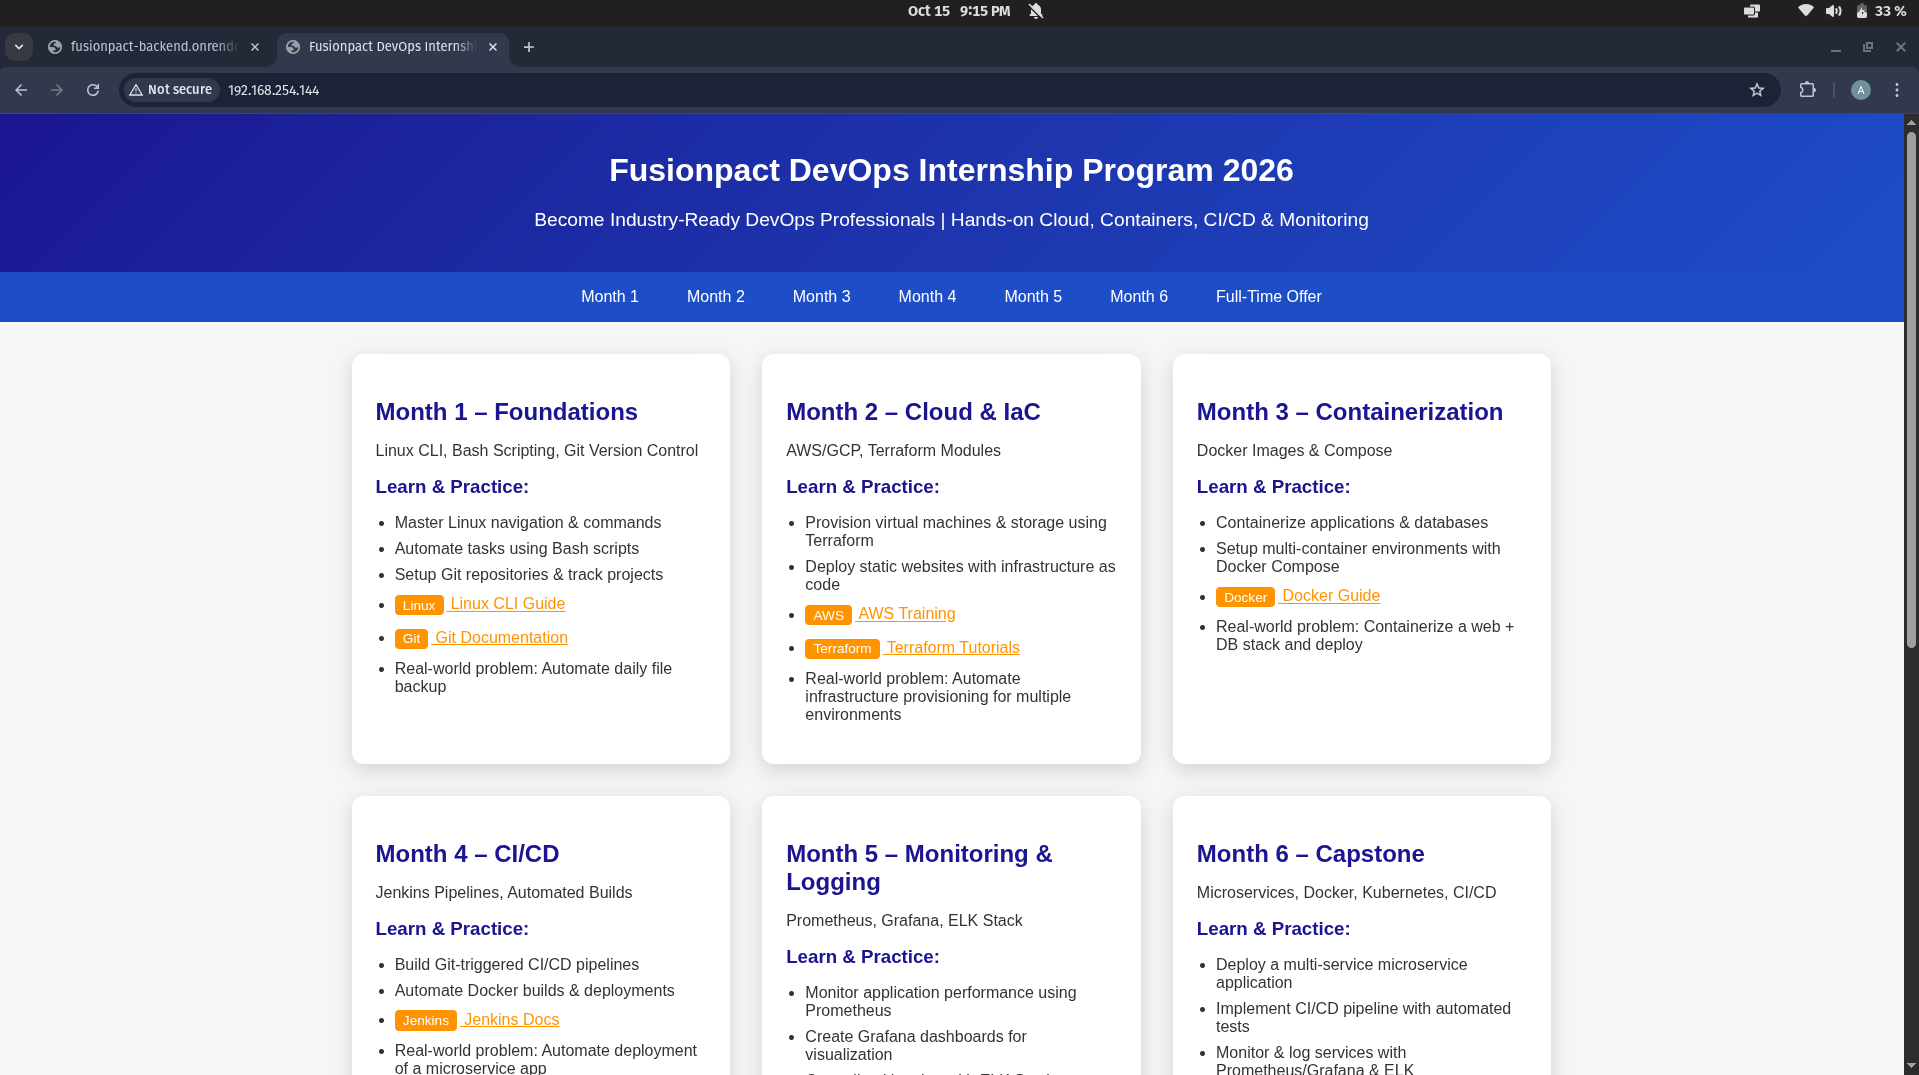 Oct 15 9:15 PM
33 %
fusionpact-backend.onrend
Fusionpact DevOps Internsh
Not secure
192.168.254.144
A
Fusionpact DevOps Internship Program 2026
Become Industry-Ready DevOps Professionals | Hands-on Cloud, Containers, CI/CD & Monitoring
Month 1 Month 2 Month 3 Month 4 Month 5 Month 6 Full-Time Offer
Month 1 – Foundations
Linux CLI, Bash Scripting, Git Version Control
Learn & Practice:
• Master Linux navigation & commands
• Automate tasks using Bash scripts
• Setup Git repositories & track projects
• Linux Linux CLI Guide
• Git Git Documentation
• Real-world problem: Automate daily file
backup
Month 2 – Cloud & IaC
AWS/GCP, Terraform Modules
Learn & Practice:
• Provision virtual machines & storage using
Terraform
• Deploy static websites with infrastructure as
code
• AWS AWS Training
• Terraform Terraform Tutorials
• Real-world problem: Automate
infrastructure provisioning for multiple
environments
Month 3 – Containerization
Docker Images & Compose
Learn & Practice:
• Containerize applications & databases
• Setup multi-container environments with
Docker Compose
• Docker Docker Guide
• Real-world problem: Containerize a web +
DB stack and deploy
Month 4 – CI/CD
Jenkins Pipelines, Automated Builds
Learn & Practice:
• Build Git-triggered CI/CD pipelines
• Automate Docker builds & deployments
• Jenkins Jenkins Docs
• Real-world problem: Automate deployment
of a microservice app
Month 5 – Monitoring &
Logging
Prometheus, Grafana, ELK Stack
Learn & Practice:
• Monitor application performance using
Prometheus
• Create Grafana dashboards for
visualization
Month 6 – Capstone
Microservices, Docker, Kubernetes, CI/CD
Learn & Practice:
• Deploy a multi-service microservice
application
• Implement CI/CD pipeline with automated
tests
• Monitor & log services with
Prometheus/Grafana & ELK